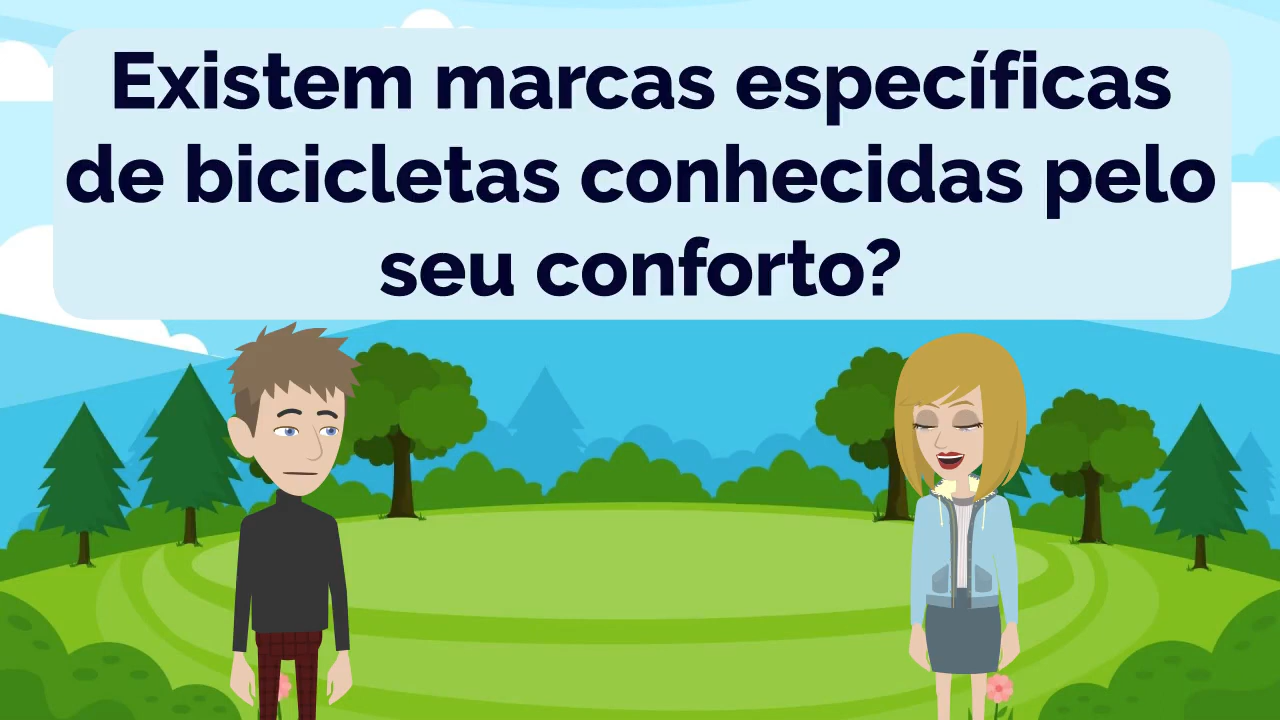 Existem marcas específicas
de bicicletas conhecidas pelo
seu conforto?